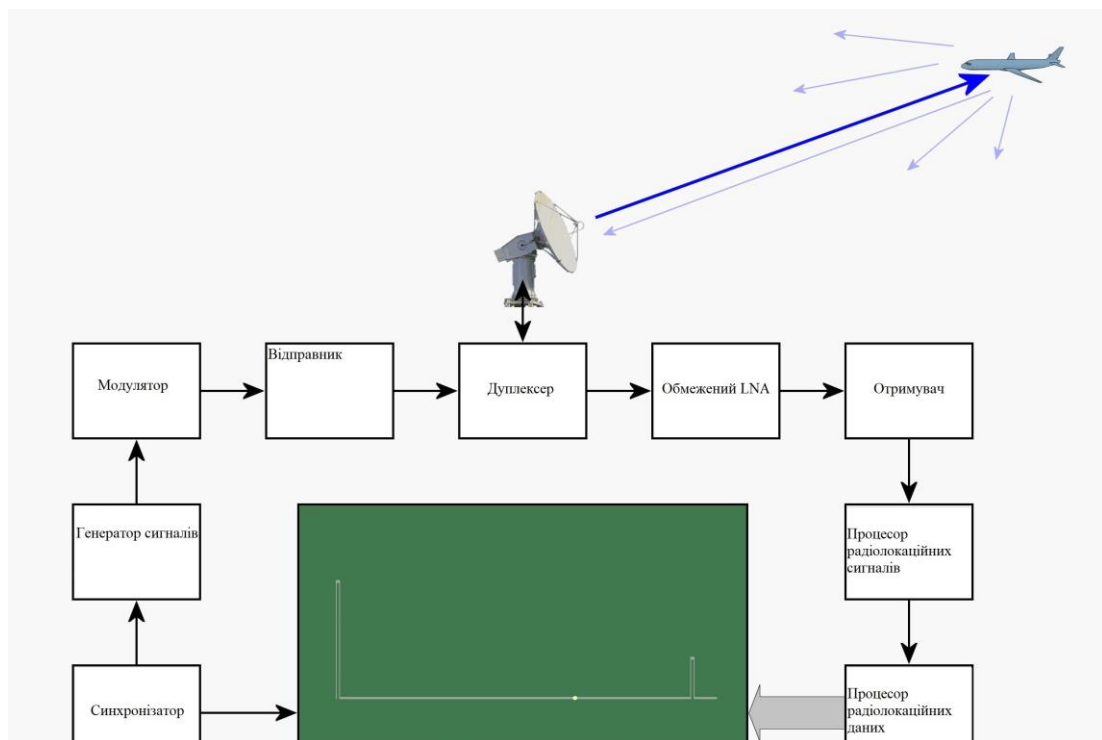 Відправник
Модулятор
Дуплексер
Обмежений LNA
Отримувач
Генератор сигналів
Процесор
радіолокаційних
сигналів
Синхронізатор
Процесор
радіолокаційних
даних